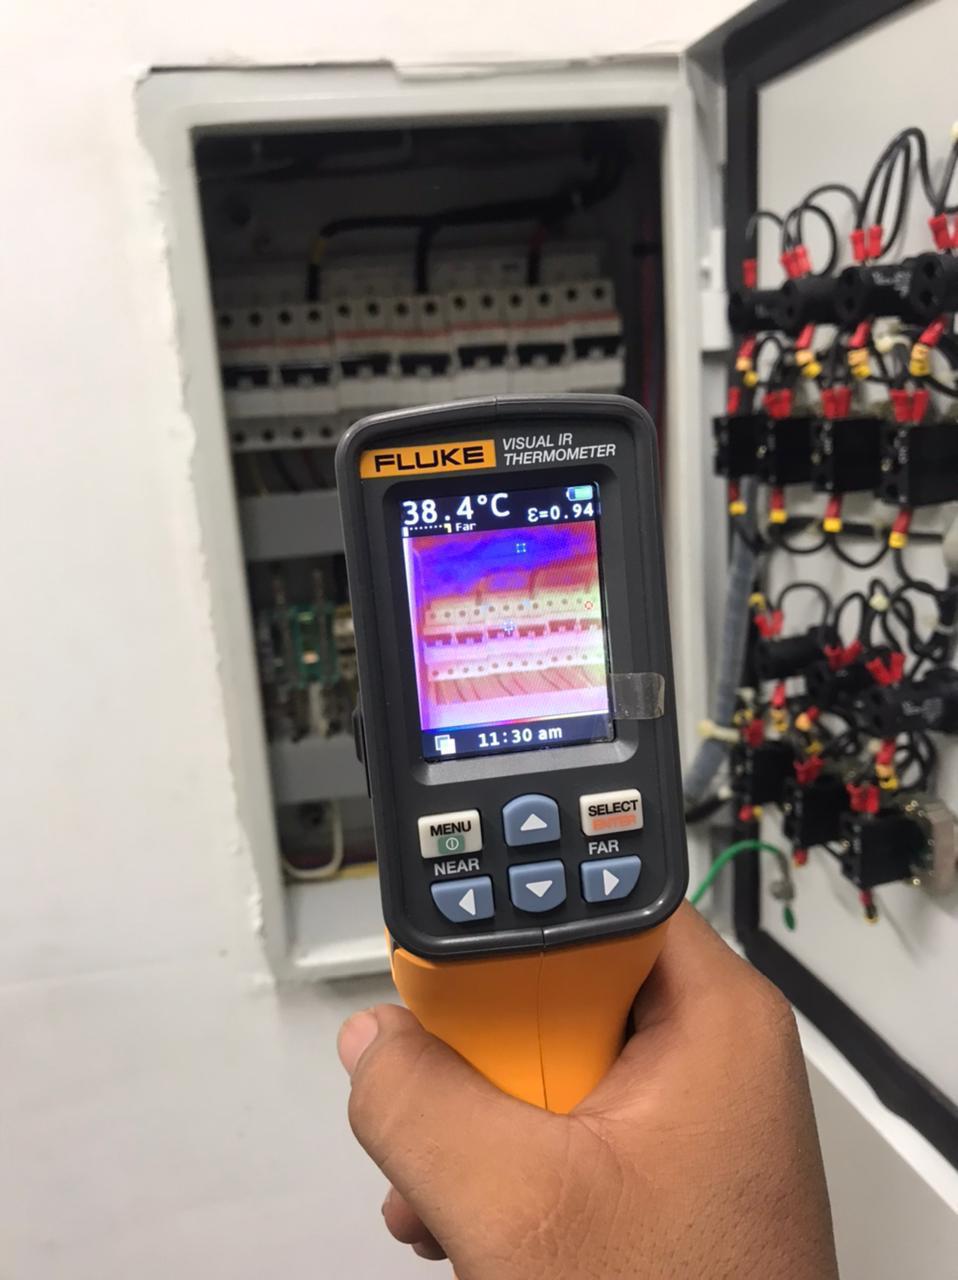 FLUKE
VISUAL IR
THERMOMETER
38.4°C
Far
ε=0.94
11:30 am
MENU
SELECT
ENTER
NEAR
FAR